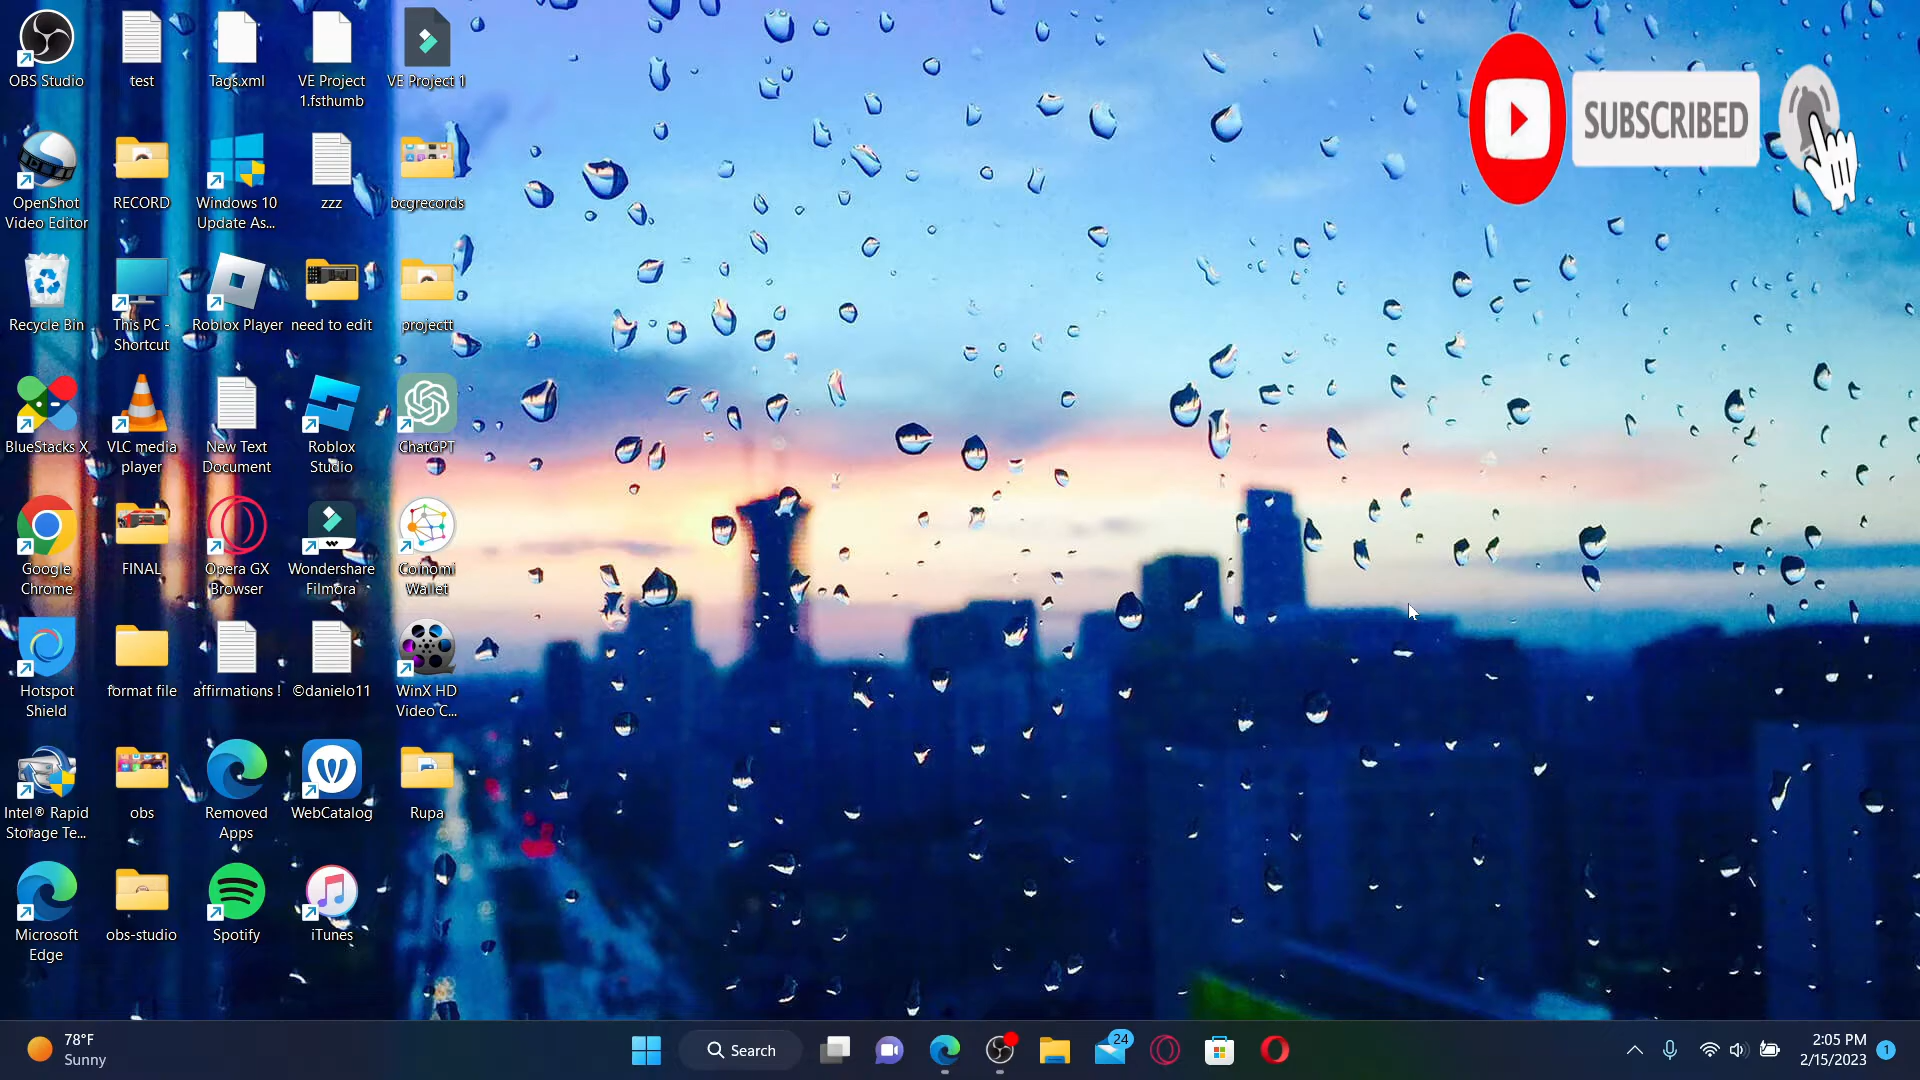 OBS Studio
test
Tags.xml
VE Project
1.fsthumb
VE Project 1
SUBSCRIBED
OpenShot
Video Editor
RECORD
Windows 10
Update As...
zzz
bcgrecords
Recycle Bin
This PC -
Shortcut
Roblox Player
need to edit
projectt
BlueStacks X
VLC media
player
New Text
Document
Roblox
Studio
ChatGPT
Google
Chrome
FINAL
Opera GX
Browser
Wondershare
Filmora
Coinomi
Wallet
Hotspot
Shield
format file
affirmations !
©danielo11
WinX HD
Video C...
Intel® Rapid
Storage Te...
obs
Removed
Apps
WebCatalog
Rupa
Microsoft
Edge
obs-studio
Spotify
iTunes
78°F
Sunny
Search
24
2:05 PM
2/15/2023
1